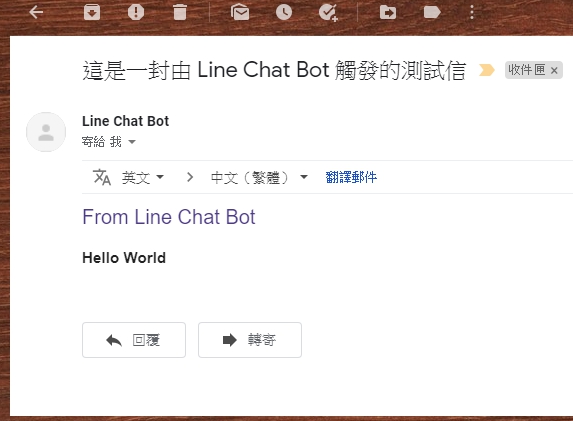 這是一封由 Line Chat Bot 觸發的測試信 收件匣 ×
Line Chat Bot
寄給 我
英文 > 中文（繁體） 翻譯郵件
From Line Chat Bot
Hello World
回覆 轉寄